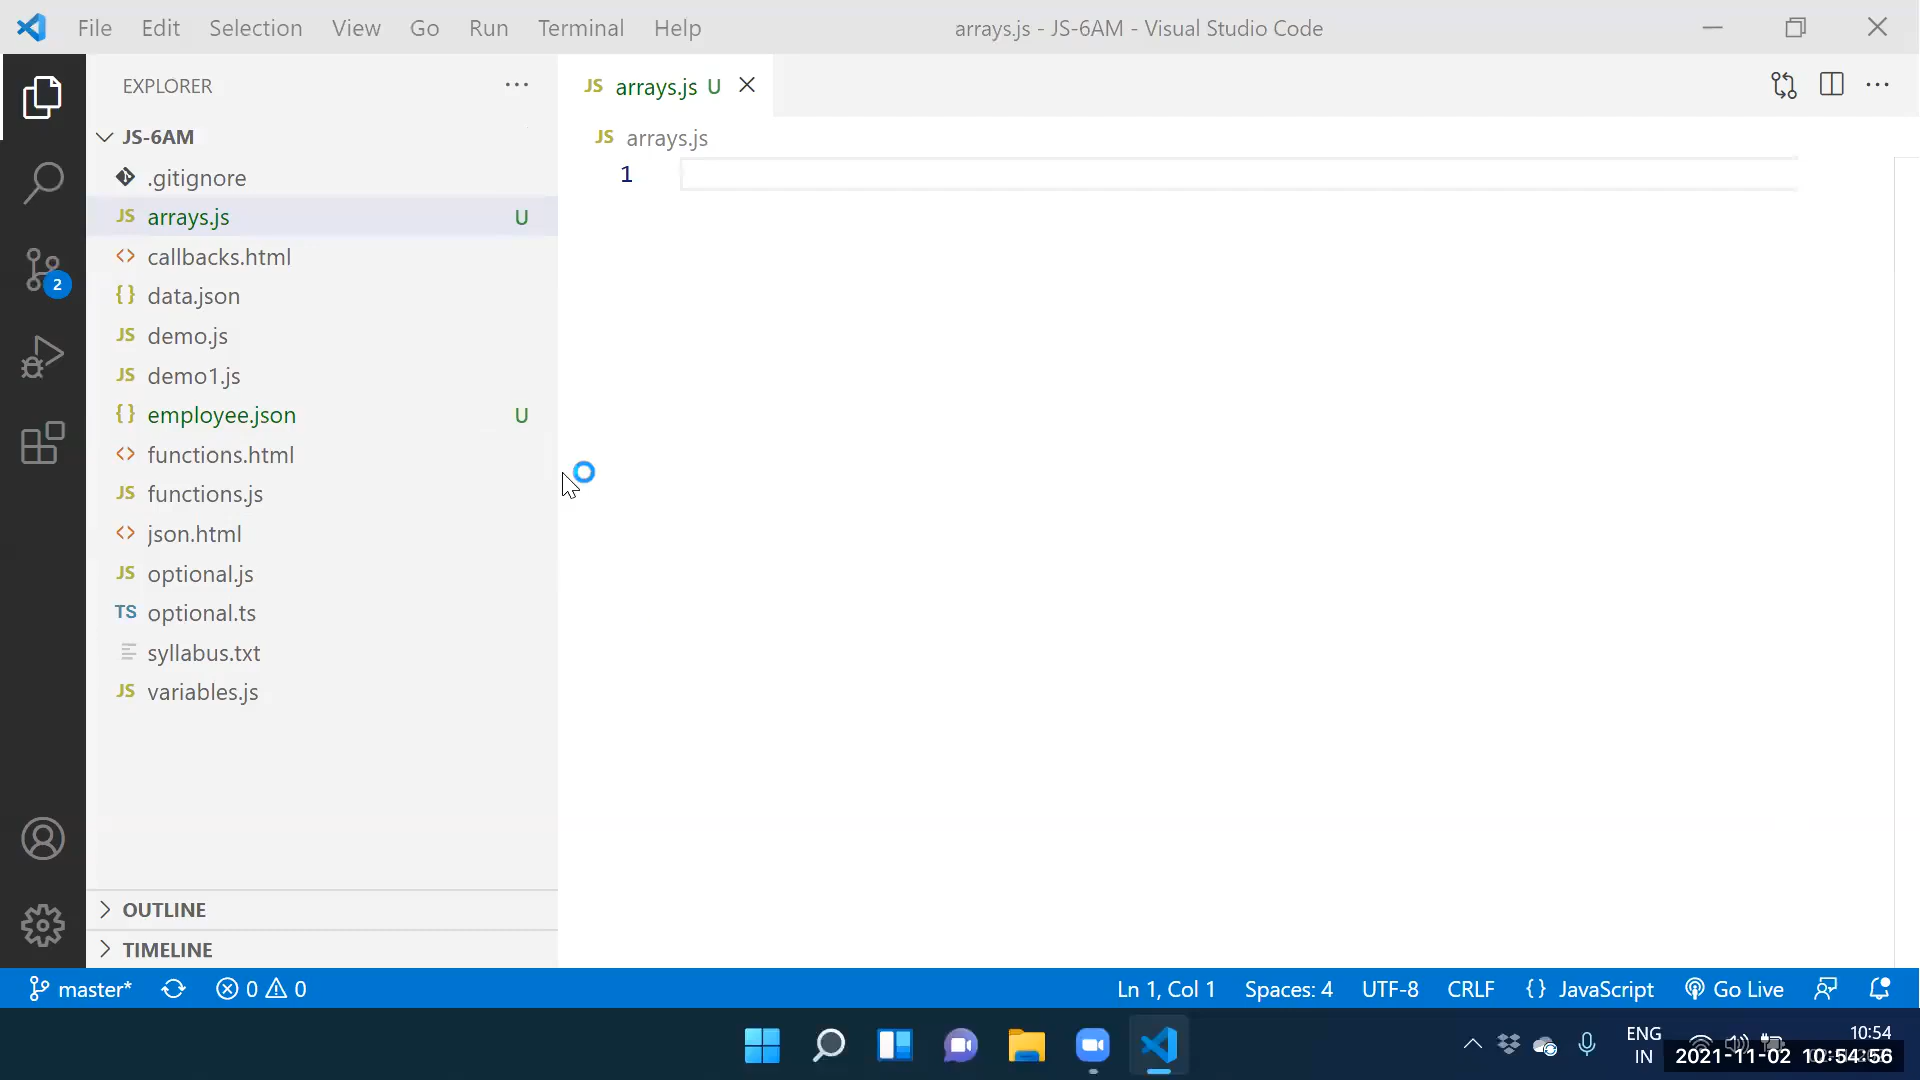 File Edit Selection View Go Run Terminal Help arrays.js - JS-6AM - Visual Studio Code
EXPLORER
JS arrays.js U
JS-6AM
JS arrays.js
.gitignore
1
JS arrays.js U
<> callbacks.html
{} data.json
JS demo.js
JS demo1.js
{} employee.json U
<> functions.html
JS functions.js
<> json.html
JS optional.js
TS optional.ts
syllabus.txt
JS variables.js
2
OUTLINE
TIMELINE
master* 0 0 Ln 1, Col 1 Spaces: 4 UTF-8 CRLF {} JavaScript Go Live
ENG
IN
10:54
2021-11-02 10:54:56